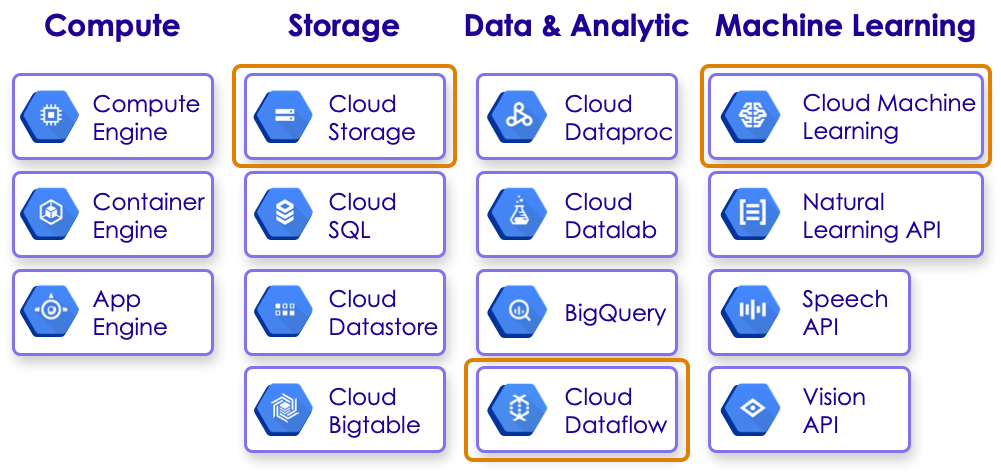 Compute
Compute
Engine
Container
Engine
App
Engine
Storage
Cloud
Storage
Cloud
SQL
Cloud
Datastore
Cloud
Bigtable
Data & Analytic
Cloud
Dataproc
Cloud
Datalab
BigQuery
Cloud
Dataflow
Machine Learning
Cloud Machine
Learning
Natural
Learning API
Speech
API
Vision
API